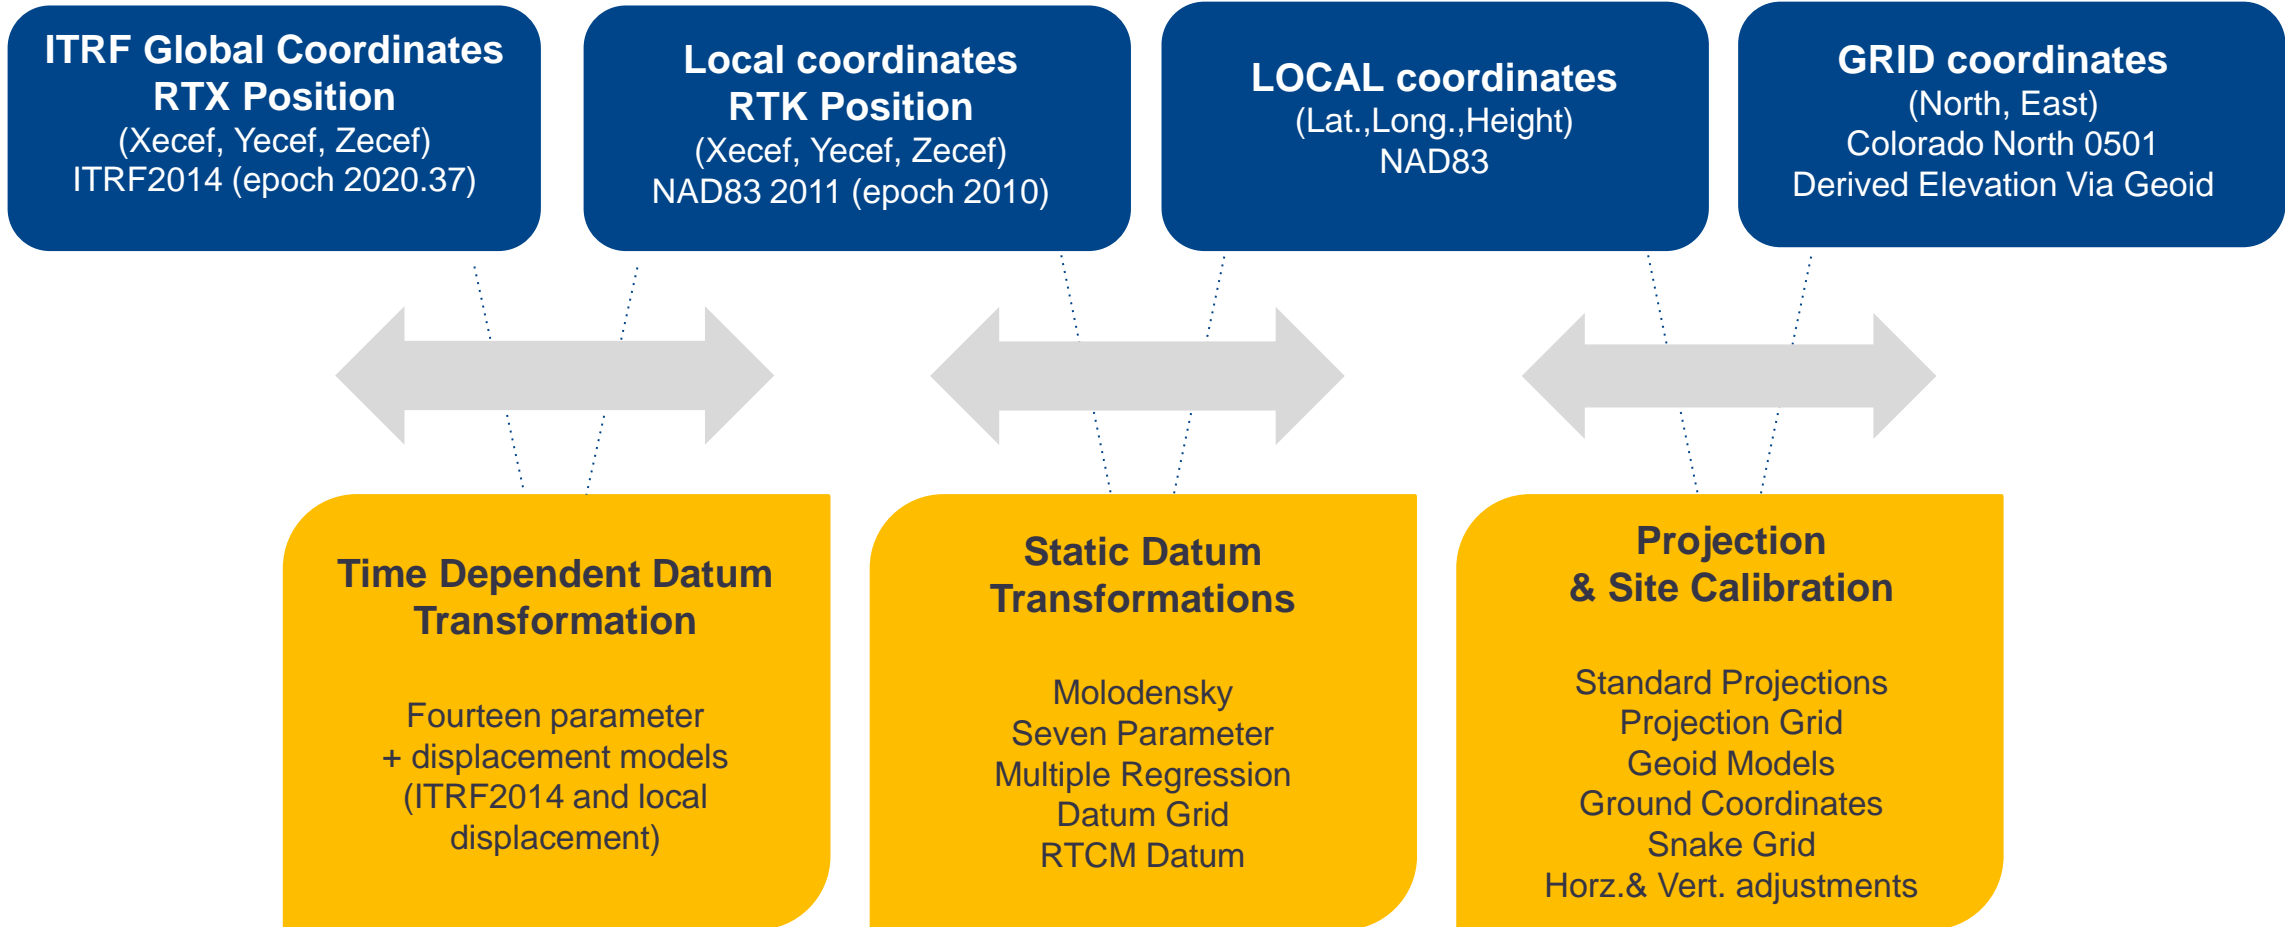 ITRF Global Coordinates
RTX Position
(Xecef, Yecef, Zecef)
ITRF2014 (epoch 2020.37)
Local coordinates
RTK Position
(Xecef, Yecef, Zecef)
NAD83 2011 (epoch 2010)
LOCAL coordinates
(Lat.,Long.,Height)
NAD83
GRID coordinates
(North, East)
Colorado North 0501
Derived Elevation Via Geoid
Time Dependent Datum
Transformation
Fourteen parameter
+ displacement models
(ITRF2014 and local
displacement)
Static Datum
Transformations
Molodensky
Seven Parameter
Multiple Regression
Datum Grid
RTCM Datum
Projection
& Site Calibration
Standard Projections
Projection Grid
Geoid Models
Ground Coordinates
Snake Grid
Horz.& Vert. adjustments